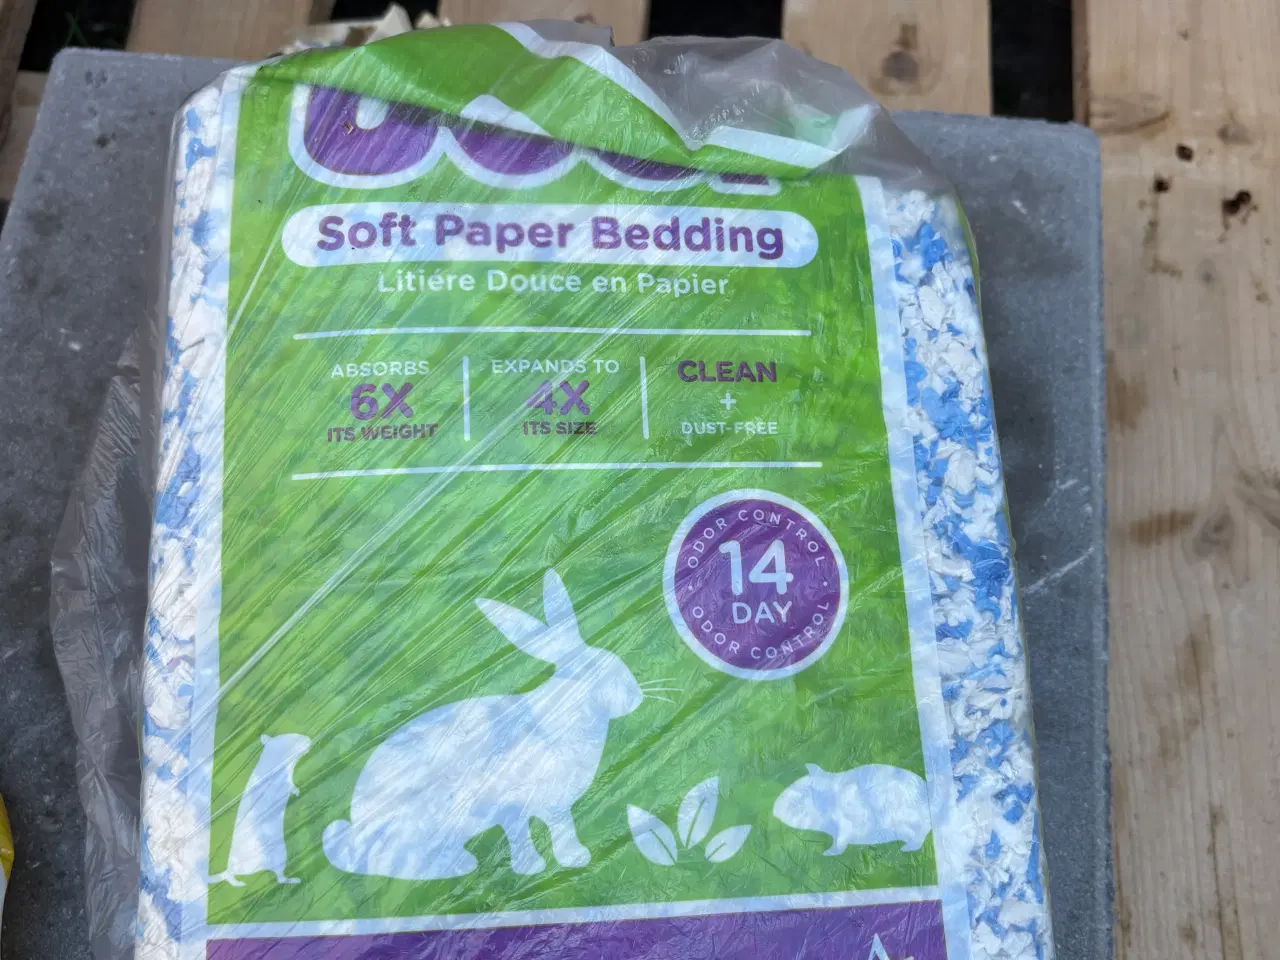 Soft Paper Bedding
Litiére Douce en Papier
ABSORBS
6X
ITS WEIGHT
EXPANDS TO
4X
ITS SIZE
CLEAN
+
DUST-FREE
ODOR CONTROL
14
DAY
ODOR CONTROL